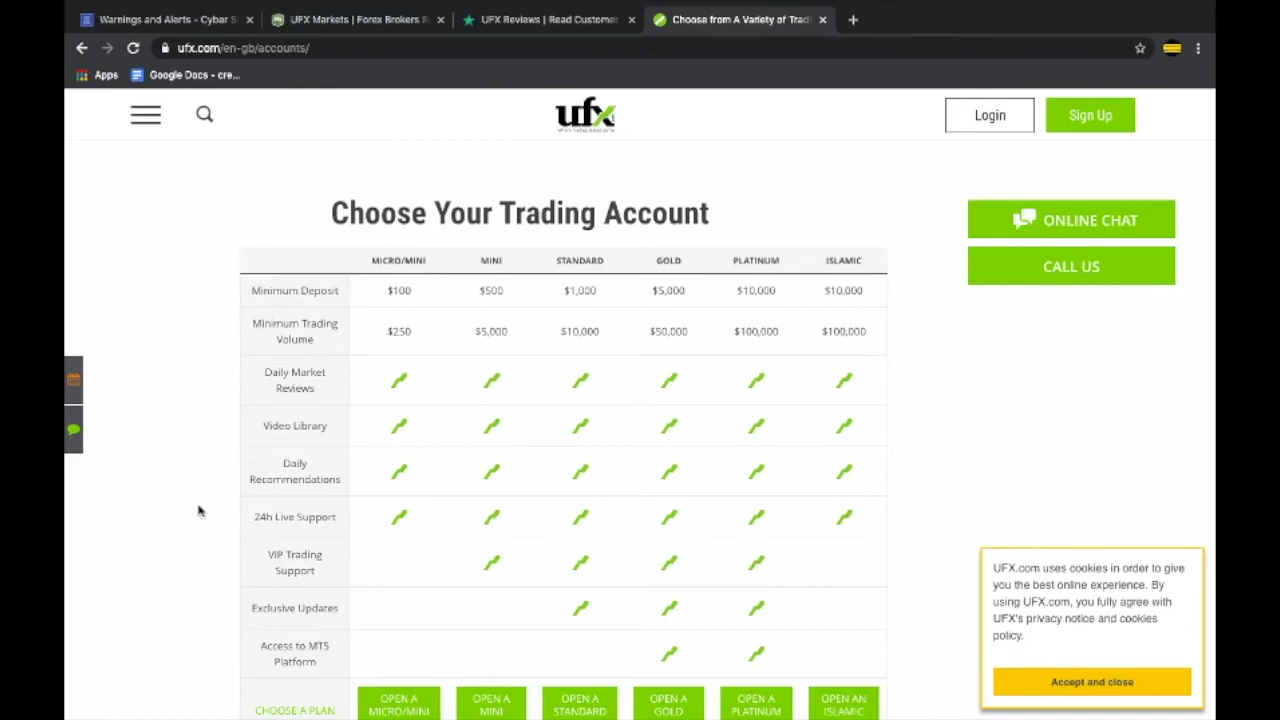 Warnings and Alerts - Cyber S
UFX Markets | Forex Brokers R
UFX Reviews | Read Customer
Choose from A Variety of Tradi
ufx.com/en-gb/accounts/
Apps
Google Docs - cre...
ufx
Login
Sign Up
Choose Your Trading Account
ONLINE CHAT
CALL US
MICRO/MINI MINI STANDARD GOLD PLATINUM ISLAMIC
Minimum Deposit $100 $500 $1,000 $5,000 $10,000 $10,000
Minimum Trading
Volume
$250 $5,000 $10,000 $50,000 $100,000 $100,000
Daily Market
Reviews
Video Library
Daily
Recommendations
24h Live Support
VIP Trading
Support
Exclusive Updates
Access to MT5
Platform
CHOOSE A PLAN
OPEN A
MICRO/MINI
OPEN A
MINI
OPEN A
STANDARD
OPEN A
GOLD
OPEN A
PLATINUM
OPEN AN
ISLAMIC
UFX.com uses cookies in order to give
you the best online experience. By
using UFX.com, you fully agree with
UFX's privacy notice and cookies
policy.
Accept and close